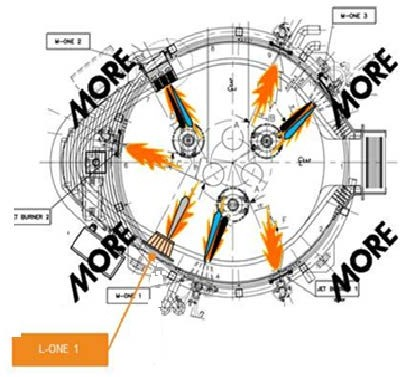 M-ONE 3
M-ONE 2
MORE
MORE
JET BURNER 2
MORE
MORE
M-ONE 1
JET BURNER 1
L-ONE 1